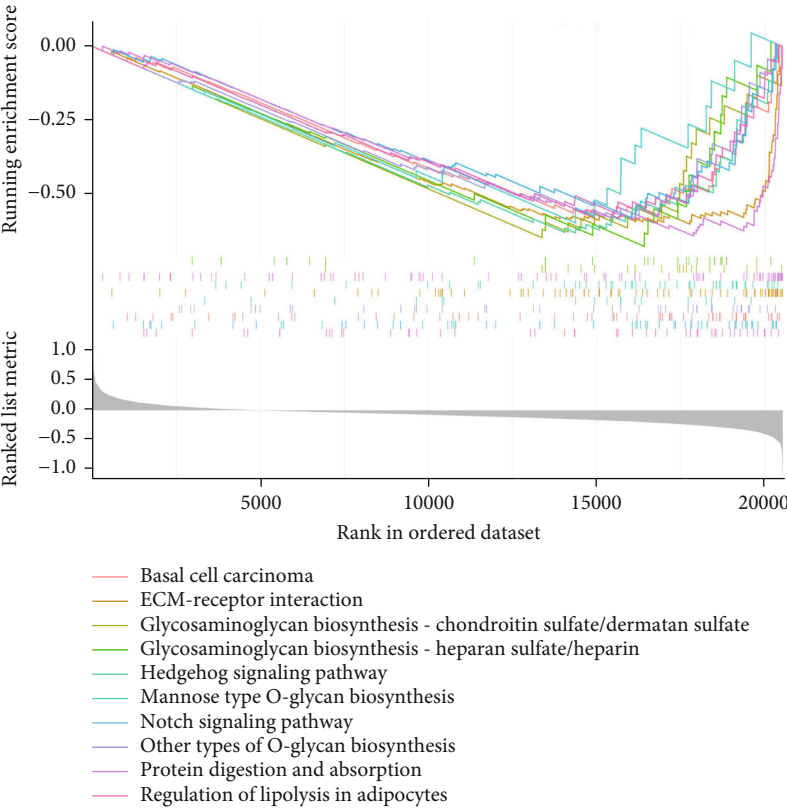 Running enrichment score
0.00
−0.25
−0.50
Ranked list metric
1.0
0.5
0.0
−0.5
−1.0
5000
10000
15000
20000
Rank in ordered dataset
Basal cell carcinoma
ECM-receptor interaction
Glycosaminoglycan biosynthesis - chondroitin sulfate/dermatan sulfate
Glycosaminoglycan biosynthesis - heparan sulfate/heparin
Hedgehog signaling pathway
Mannose type O-glycan biosynthesis
Notch signaling pathway
Other types of O-glycan biosynthesis
Protein digestion and absorption
Regulation of lipolysis in adipocytes